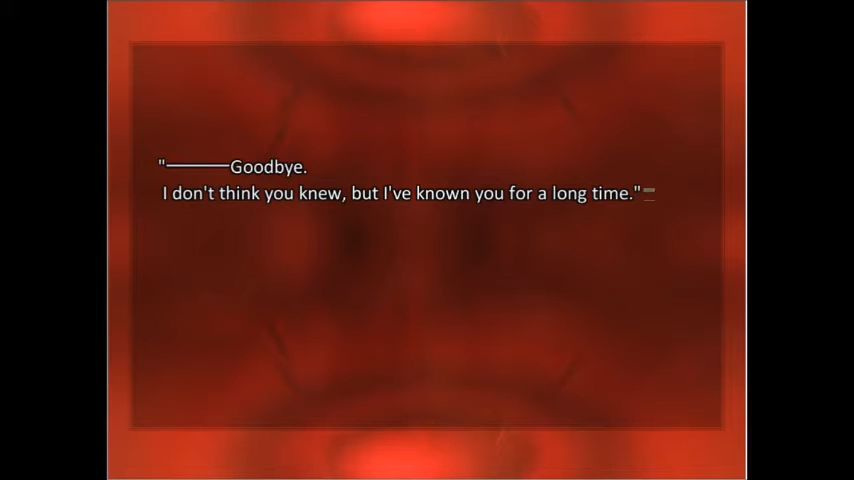 "————Goodbye.
I don't think you knew, but I've known you for a long time."